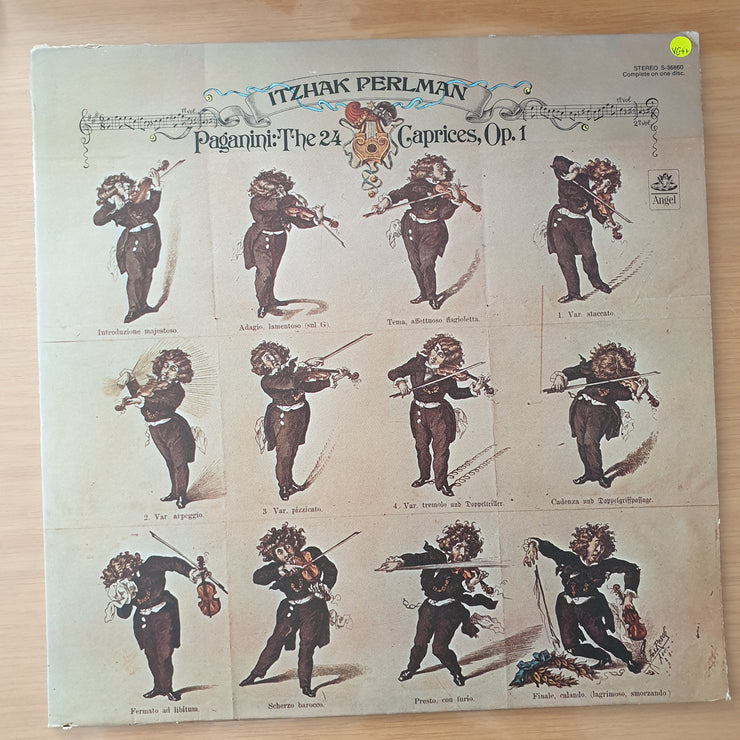 VG++
STEREO S-36860
Complete on one disc.
ITZHAK PERLMAN
Paganini: The 24 Caprices, Op. 1
Angel
Introduzione majestoso.
Adagio, lamentoso (sul G).
Tema, affettuoso flagioletta.
1. Var. staccato.
2. Var. arpeggio.
3 Var. pizzicato.
4. Var. tremolo und Doppeltriller.
Cadenza und Doppelgriffpassage.
Fermato ad libitum.
Scherzo barocco.
Presto, con furio.
Finale, calando. (lagrimoso, smorzando.)